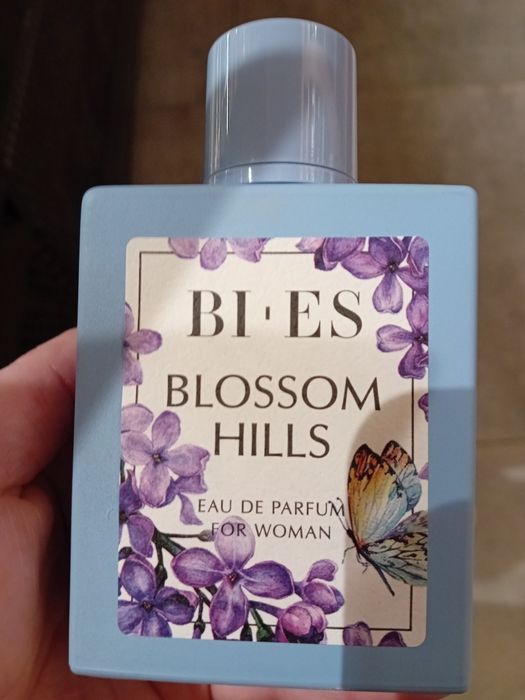 BI·ES
BLOSSOM
HILLS
EAU DE PARFUM
FOR WOMAN